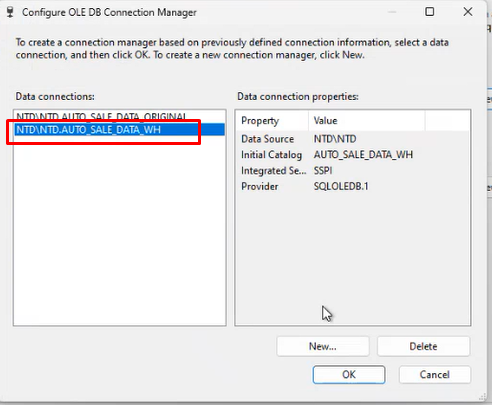 Configure OLE DB Connection Manager
To create a connection manager based on previously defined connection information, select a data
connection, and then click OK. To create a new connection manager, click New.
Data connections:
NTD\NTD.AUTO_SALE_DATA_ORIGINAL
NTD\NTD.AUTO_SALE_DATA_WH
Data connection properties:
Property Value
Data Source NTD\NTD
Initial Catalog AUTO_SALE_DATA_WH
Integrated Se... SSPI
Provider SQLOLEDB.1
New... Delete
OK Cancel